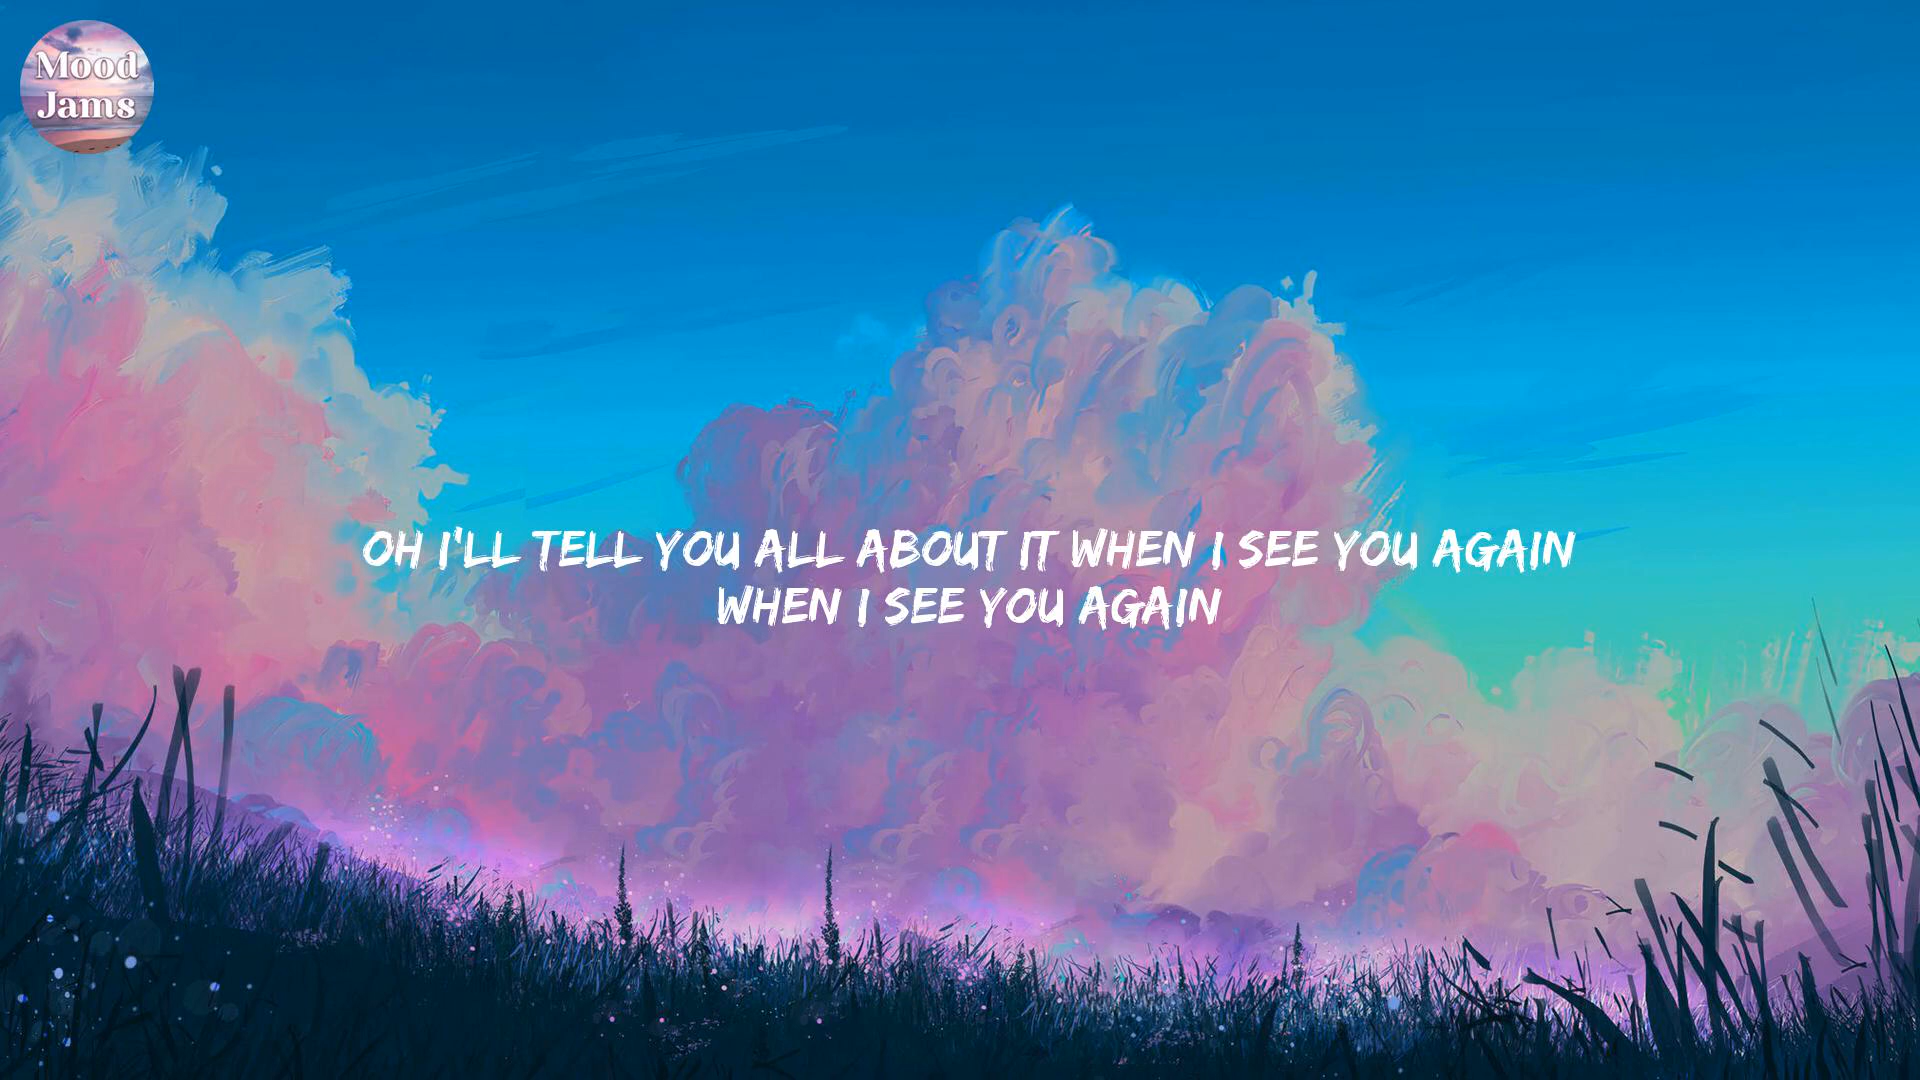 Mood
Jams
OH I'LL TELL YOU ALL ABOUT IT WHEN I SEE YOU AGAIN
WHEN I SEE YOU AGAIN